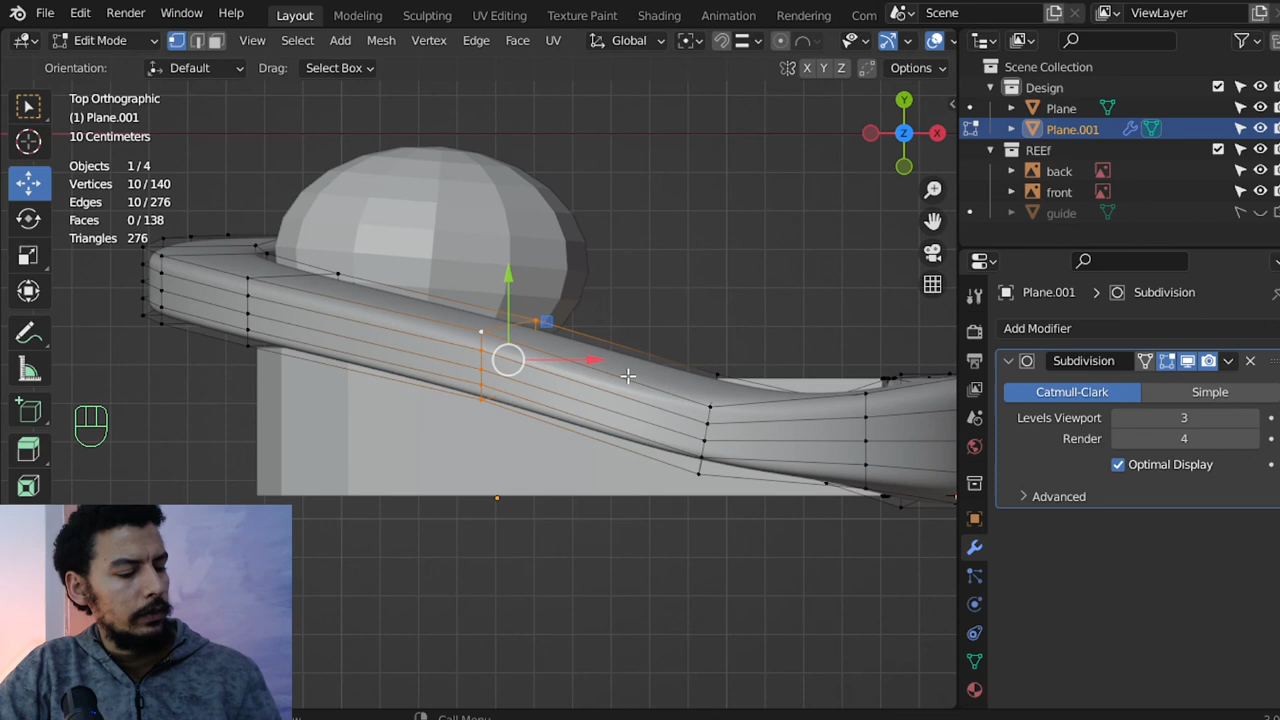 File Edit Render Window Help Layout Modeling Sculpting UV Editing Texture Paint Shading Animation Rendering Com Scene ViewLayer
Edit Mode View Select Add Mesh Vertex Edge Face UV Global
Orientation: Default Drag: Select Box X Y Z Options
Top Orthographic
(1) Plane.001
10 Centimeters
Objects 1/4
Vertices 10/140
Edges 10/276
Faces 0/138
Triangles 276
Y
Z X
Scene Collection
Design
Plane
Plane.001
REEf
back
front
guide
Plane.001 > Subdivision
Add Modifier
Subdivision
Catmull-Clark Simple
Levels Viewport 3
Render 4
Optimal Display
Advanced
Call Menu